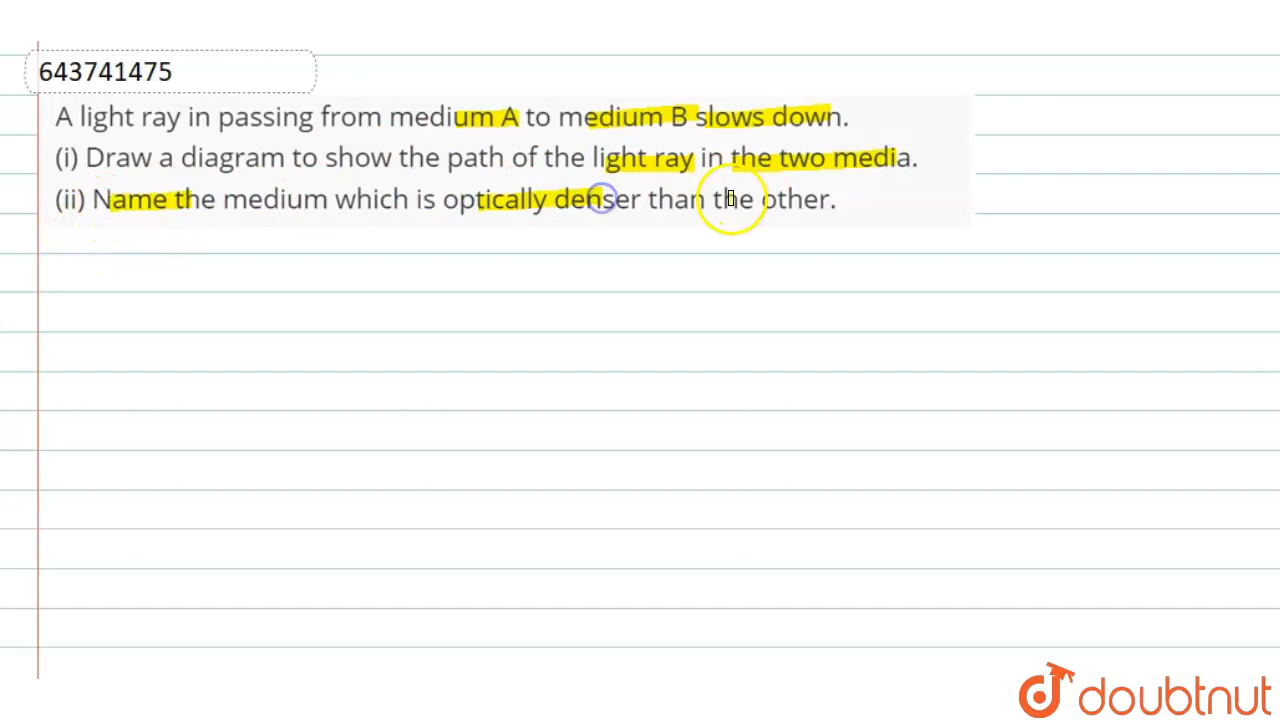 643741475
A light ray in passing from medium A to medium B slows down.
(i) Draw a diagram to show the path of the light ray in the two media.
(ii) Name the medium which is optically denser than the other.
doubtnut